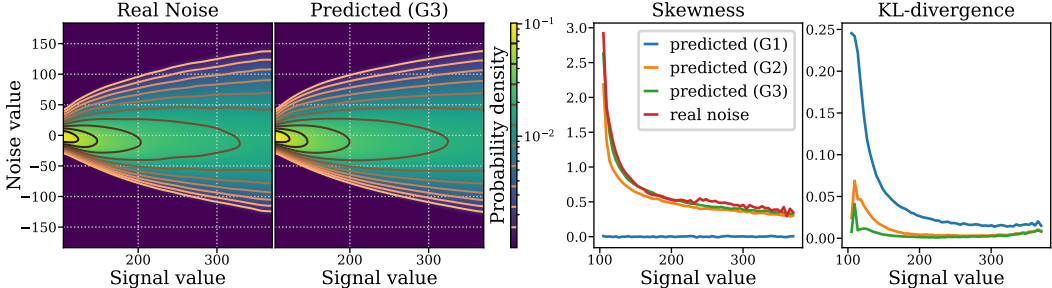 Real Noise
Predicted (G3)
Skewness
KL-divergence
Noise value
150
100
50
0
−50
−100
−150
200
300
Signal value
200
300
Signal value
10⁻¹
10⁻²
Probability density
3.0
2.5
2.0
1.5
1.0
0.5
0.0
predicted (G1)
predicted (G2)
predicted (G3)
real noise
100
200
300
Signal value
0.25
0.20
0.15
0.10
0.05
0.00
100
200
300
Signal value